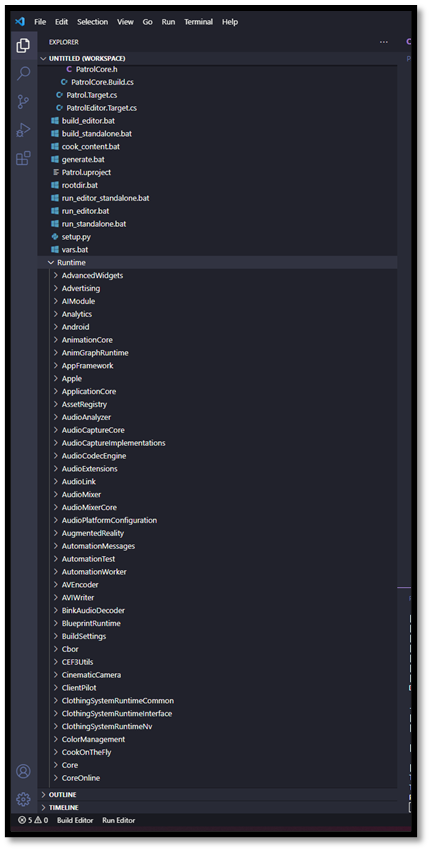 File Edit Selection View Go Run Terminal Help
EXPLORER ...
UNTITLED (WORKSPACE)
C PatrolCore.h
C# PatrolCore.Build.cs
C# Patrol.Target.cs
C# PatrolEditor.Target.cs
build_editor.bat
build_standalone.bat
cook_content.bat
generate.bat
Patrol.uproject
rootdir.bat
run_editor_standalone.bat
run_editor.bat
run_standalone.bat
setup.py
vars.bat
Runtime
AdvancedWidgets
Advertising
AIModule
Analytics
Android
AnimationCore
AnimGraphRuntime
AppFramework
Apple
ApplicationCore
AssetRegistry
AudioAnalyzer
AudioCaptureCore
AudioCaptureImplementations
AudioCodecEngine
AudioExtensions
AudioLink
AudioMixer
AudioMixerCore
AudioPlatformConfiguration
AugmentedReality
AutomationMessages
AutomationTest
AutomationWorker
AVEncoder
AVIWriter
BinkAudioDecoder
BlueprintRuntime
BuildSettings
Cbor
CEF3Utils
CinematicCamera
ClientPilot
ClothingSystemRuntimeCommon
ClothingSystemRuntimeInterface
ClothingSystemRuntimeNv
ColorManagement
CookOnTheFly
Core
CoreOnline
OUTLINE
TIMELINE
5 0 Build Editor Run Editor